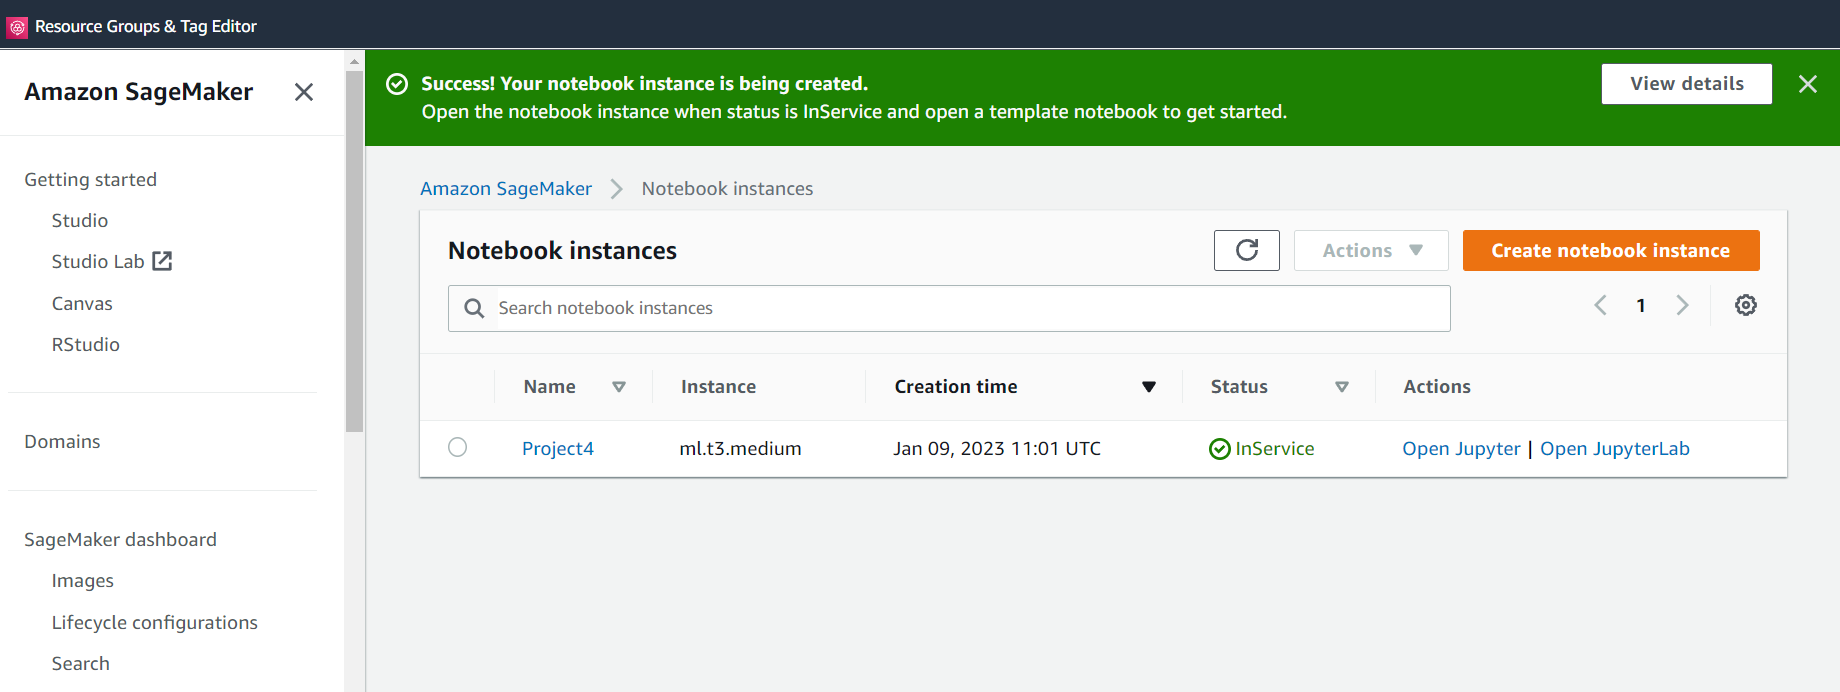 Resource Groups & Tag Editor
Amazon SageMaker
Getting started
Studio
Studio Lab
Canvas
RStudio
Domains
SageMaker dashboard
Images
Lifecycle configurations
Search
Success! Your notebook instance is being created.
Open the notebook instance when status is InService and open a template notebook to get started.
View details
Amazon SageMaker Notebook instances
Notebook instances
Actions
Create notebook instance
Search notebook instances
1
Name Instance Creation time Status Actions
Project4 ml.t3.medium Jan 09, 2023 11:01 UTC InService Open Jupyter | Open JupyterLab